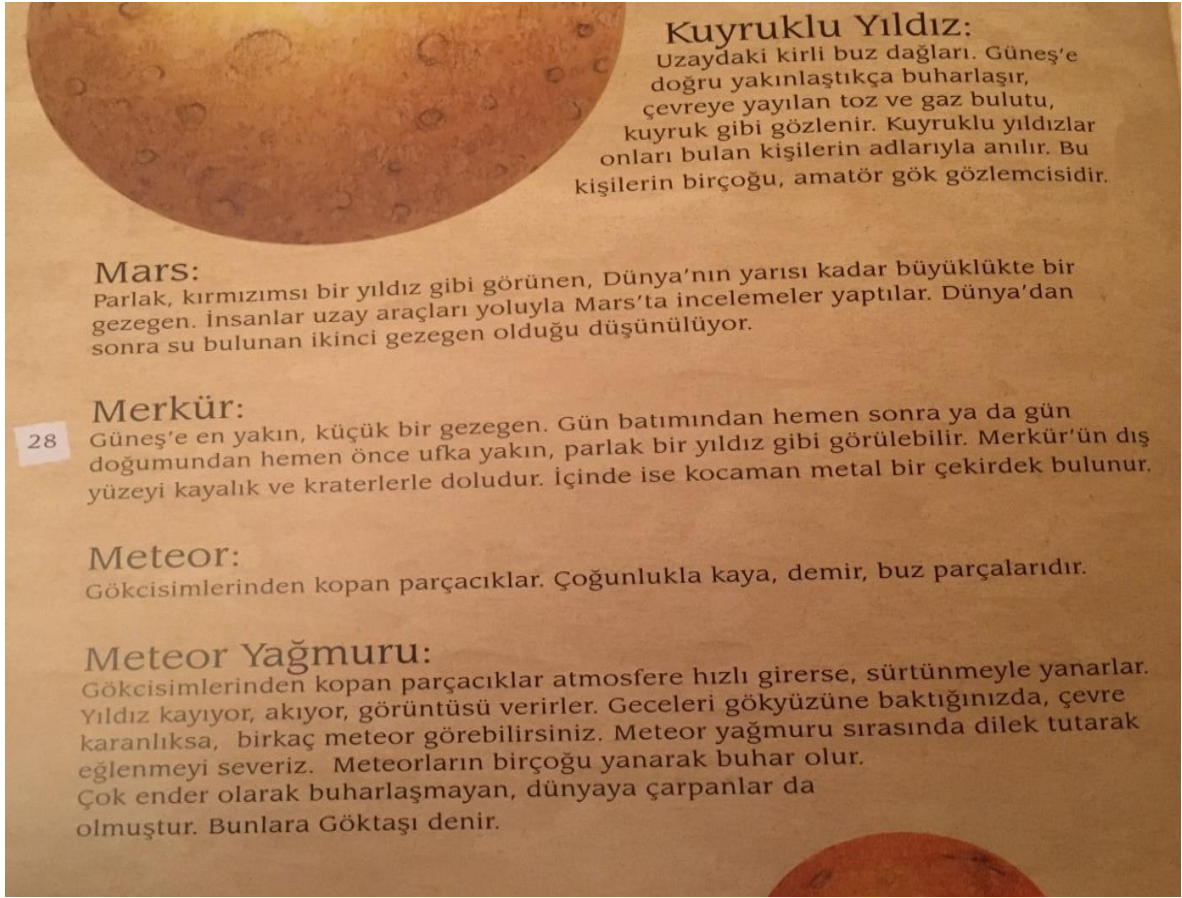 Kuyruklu Yıldız:
Uzaydaki kirli buz dağları. Güneş’e
doğru yakınlaştıkça buharlaşır,
çevreye yayılan toz ve gaz bulutu,
kuyruk gibi gözlenir. Kuyruklu yıldızlar
onları bulan kişilerin adlarıyla anılır. Bu
kişilerin birçoğu, amatör gök gözlemcisidir.
Mars:
Parlak, kırmızımsı bir yıldız gibi görünen, Dünya’nın yarısı kadar büyüklükte bir
gezegen. İnsanlar uzay araçları yoluyla Mars’ta incelemeler yaptılar. Dünya’dan
sonra su bulunan ikinci gezegen olduğu düşünülüyor.
Merkür:
Güneş’e en yakın, küçük bir gezegen. Gün batımından hemen sonra ya da gün
doğumundan hemen önce ufka yakın, parlak bir yıldız gibi görülebilir. Merkür’ün dış
yüzeyi kayalık ve kraterlerle doludur. İçinde ise kocaman metal bir çekirdek bulunur.
28
Meteor:
Gökcisimlerinden kopan parçacıklar. Çoğunlukla kaya, demir, buz parçalarıdır.
Meteor Yağmuru:
Gökcisimlerinden kopan parçacıklar atmosfere hızlı girerse, sürtünmeyle yanarlar.
Yıldız kayıyor, akıyor, görüntüsü verirler. Geceleri gökyüzüne baktığınızda, çevre
karanlıksa, birkaç meteor görebilirsiniz. Meteor yağmuru sırasında dilek tutarak
eğlenmeyi severiz. Meteorların birçoğu yanarak buhar olur.
Çok ender olarak buharlaşmayan, dünyaya çarpanlar da
olmuştur. Bunlara Göktaşı denir.